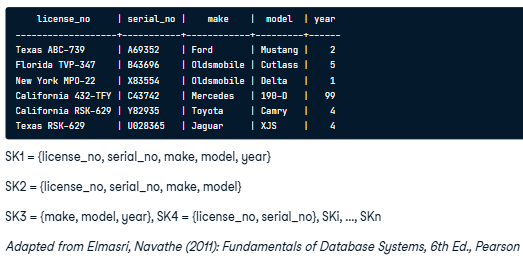 license_no | serial_no | make | model | year
--------------------+-----------+------------+---------+------
Texas ABC-739 | A69352 | Ford | Mustang | 2
Florida TVP-347 | B43696 | Oldsmobile | Cutlass | 5
New York MPO-22 | X83554 | Oldsmobile | Delta | 1
California 432-TFY | C43742 | Mercedes | 190-D | 99
California RSK-629 | Y82935 | Toyota | Camry | 4
Texas RSK-629 | U028365 | Jaguar | XJS | 4
SK1 = {license_no, serial_no, make, model, year}
SK2 = {license_no, serial_no, make, model}
SK3 = {make, model, year}, SK4 = {license_no, serial_no}, SKi, ..., SKn
Adapted from Elmasri, Navathe (2011): Fundamentals of Database Systems, 6th Ed., Pearson